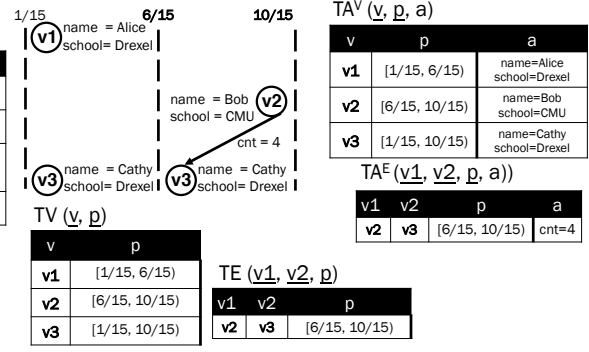 1/15 6/15 10/15
v1 name = Alice
school= Drexel
name = Bob v2
school = CMU
cnt = 4
v3 name = Cathy
school= Drexel
v3 name = Cathy
school= Drexel
TAV (v, p, a)
v p a
v1 [1/15, 6/15) name=Alice
school=Drexel
v2 [6/15, 10/15) name=Bob
school=CMU
v3 [1/15, 10/15) name=Cathy
school=Drexel
TAE (v1, v2, p, a))
v1 v2 p a
v2 v3 [6/15, 10/15) cnt=4
TV (v, p)
v p
v1 [1/15, 6/15)
v2 [6/15, 10/15)
v3 [1/15, 10/15)
TE (v1, v2, p)
v1 v2 p
v2 v3 [6/15, 10/15)